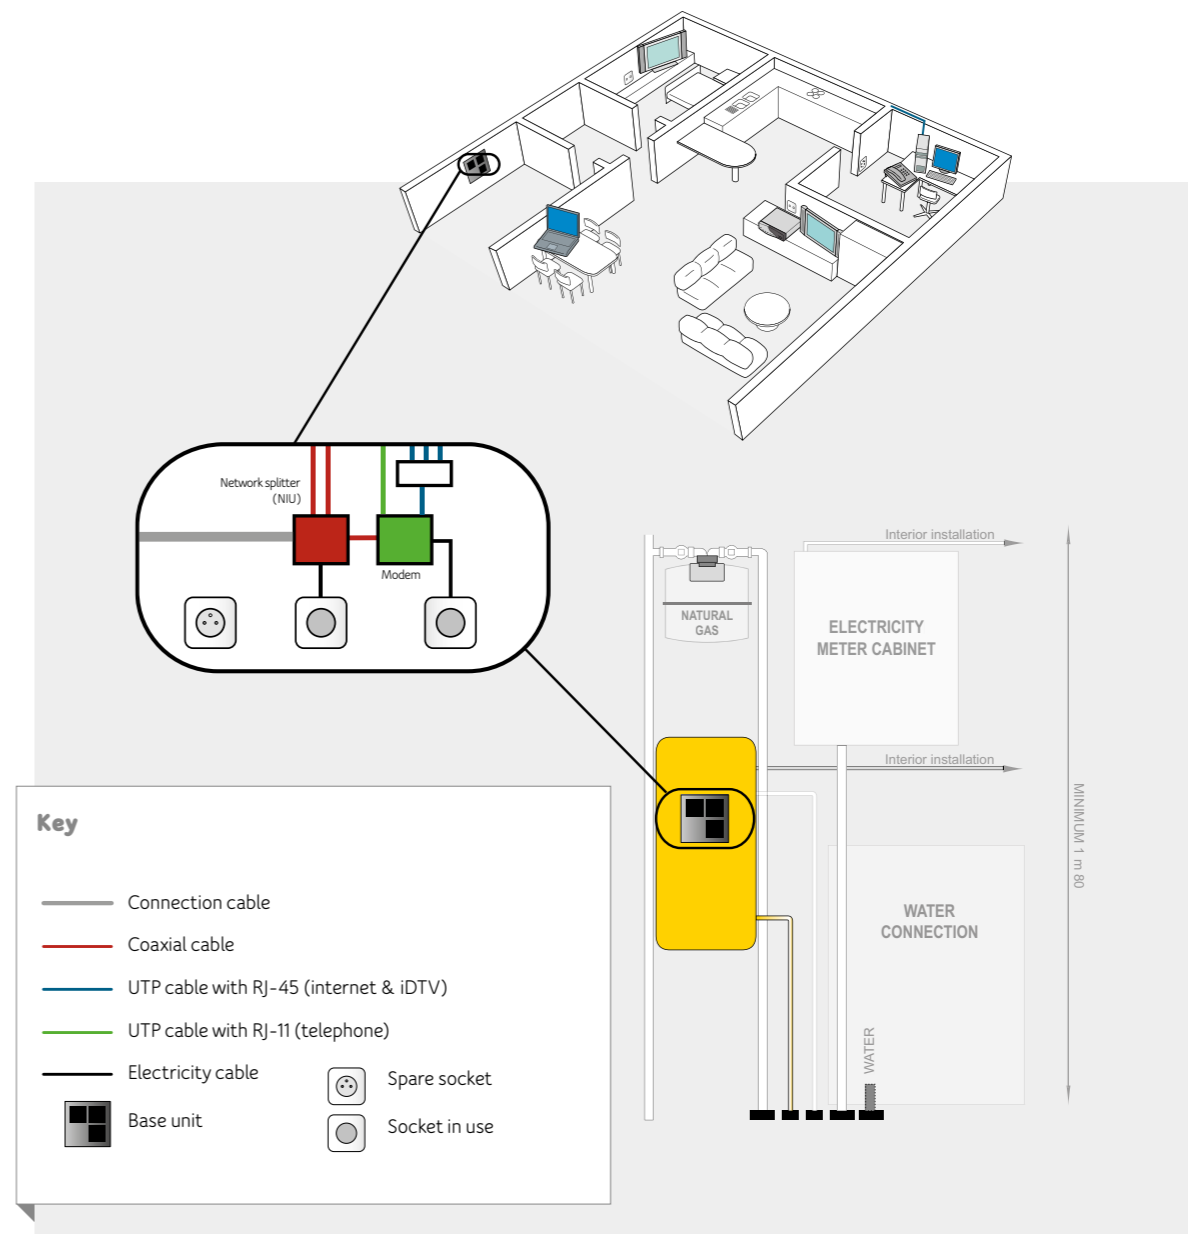 Network splitter
(NIU)
Modem
Interior installation
NATURAL
GAS
ELECTRICITY
METER CABINET
Interior installation
MINIMUM 1 m 80
WATER
CONNECTION
WATER
Key
Connection cable
Coaxial cable
UTP cable with RJ-45 (internet & iDTV)
UTP cable with RJ-11 (telephone)
Electricity cable
Base unit
Spare socket
Socket in use